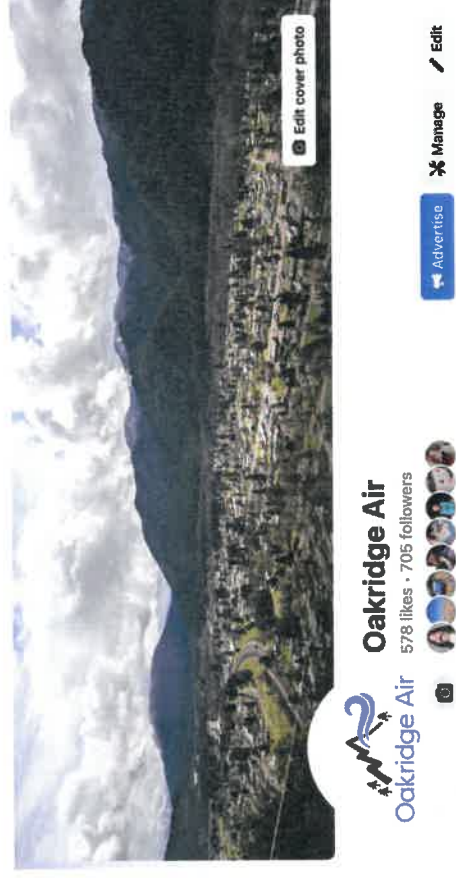 Edit cover photo
Oakridge Air
Oakridge Air
578 likes · 705 followers
Advertise
Manage
Edit